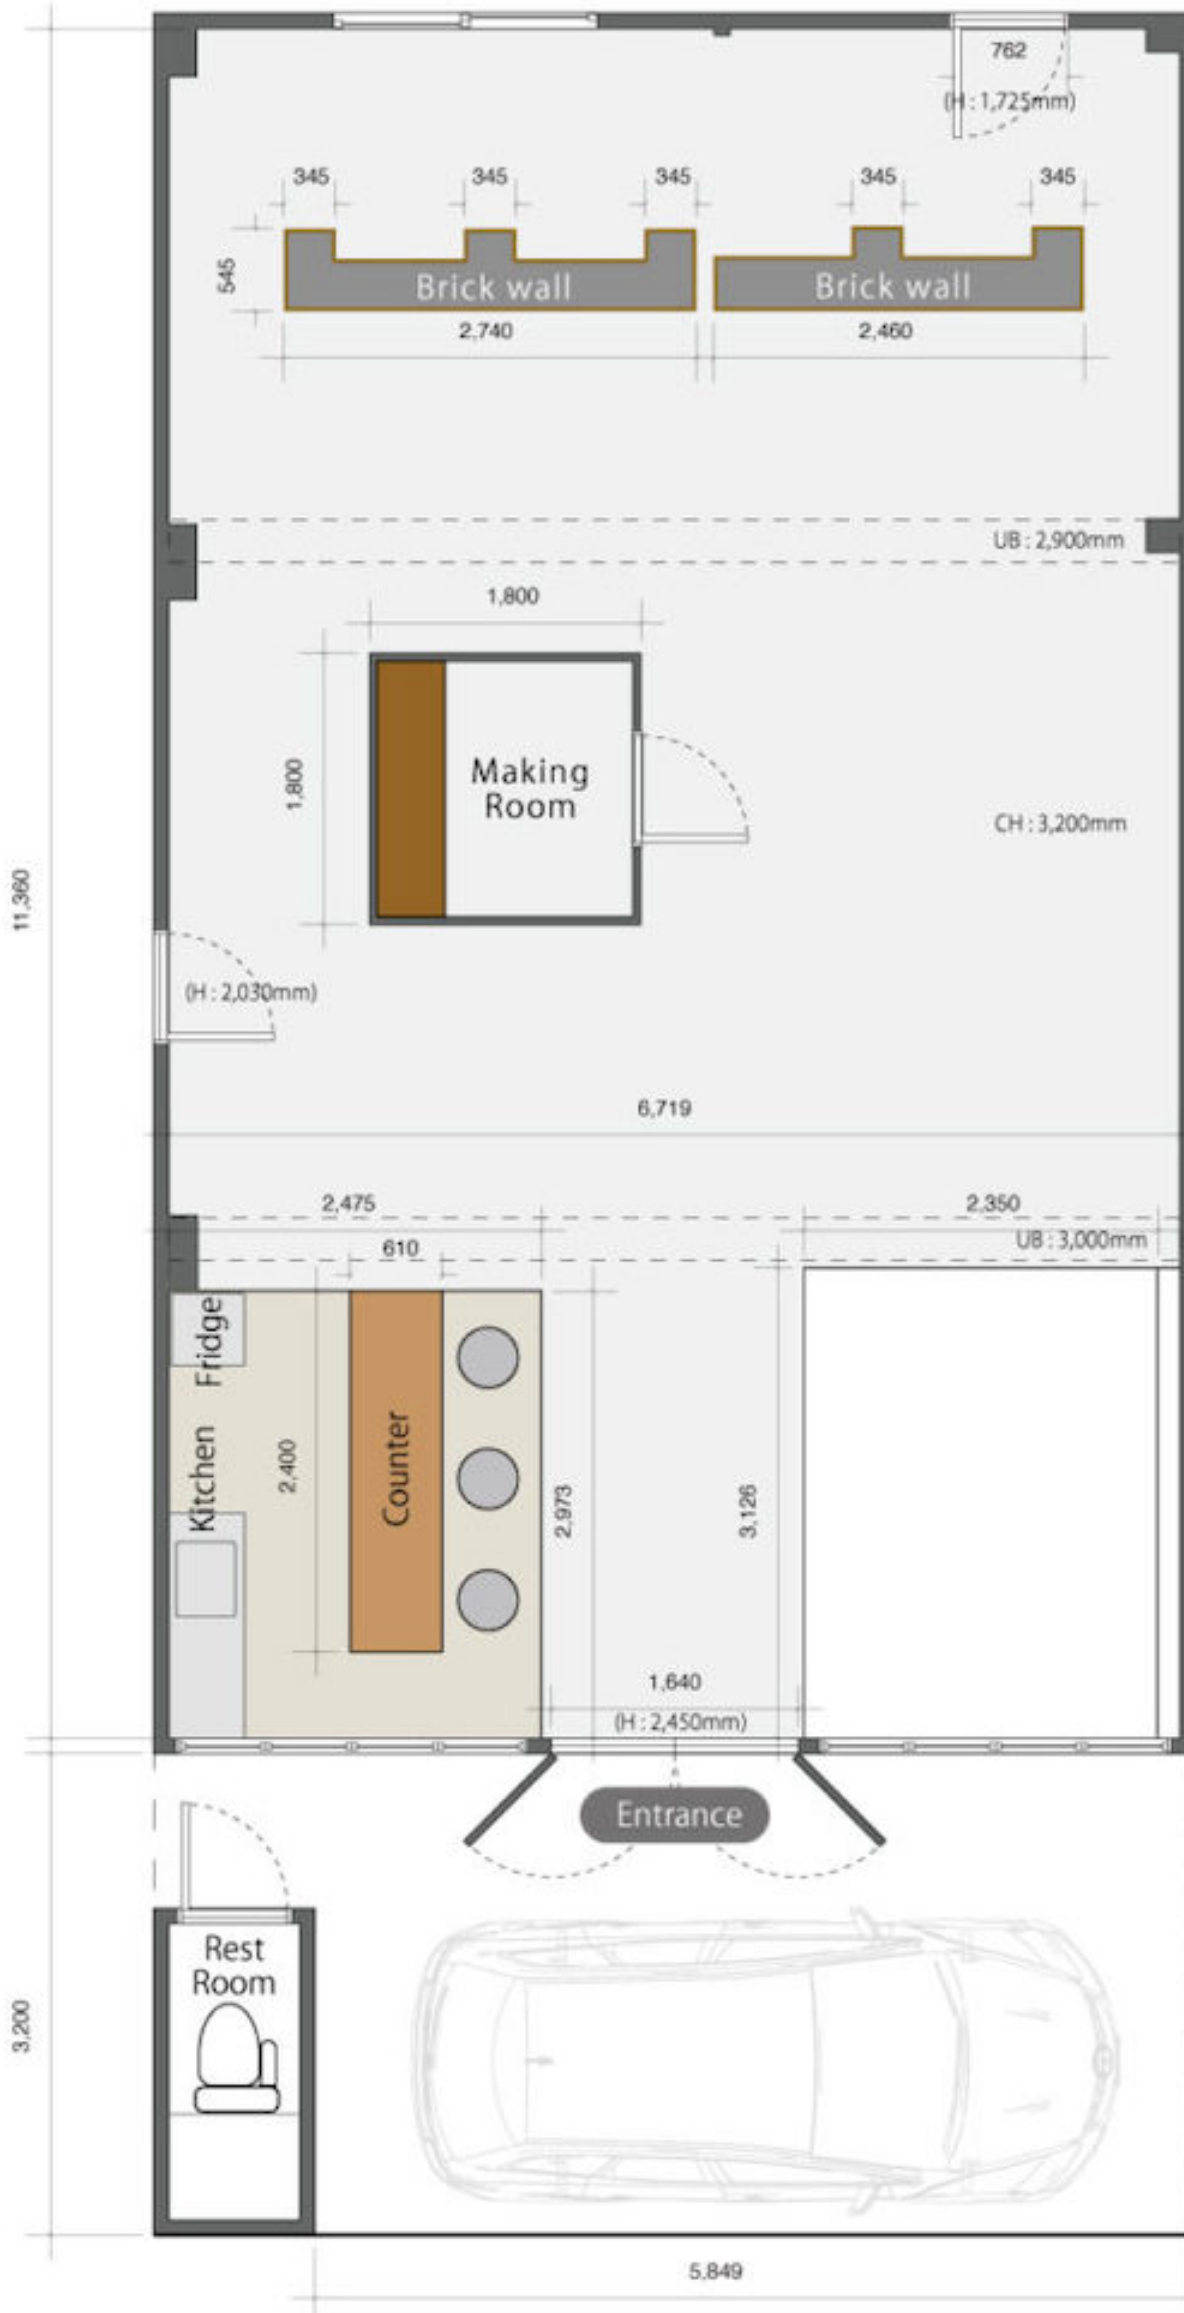 762
(H : 1,725mm)
345
345
345
345
345
545
Brick wall
Brick wall
2,740
2,460
UB : 2,900mm
1,800
1,800
Making
Room
CH : 3,200mm
11,360
(H : 2,030mm)
6,719
2,475
2,350
610
UB : 3,000mm
Fridge
Kitchen
2,400
Counter
2,973
3,126
1,640
(H : 2,450mm)
Entrance
Rest
Room
3,200
5,849